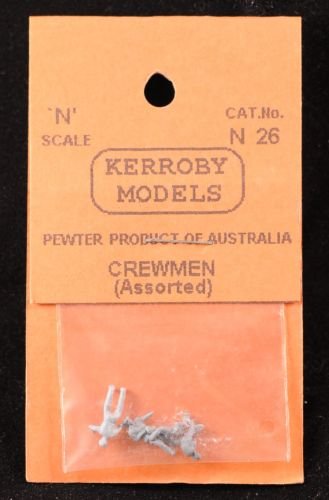 'N'
SCALE
CAT.No.
N 26
KERROBY
MODELS
PEWTER PRODUCT OF AUSTRALIA
CREWMEN
(Assorted)